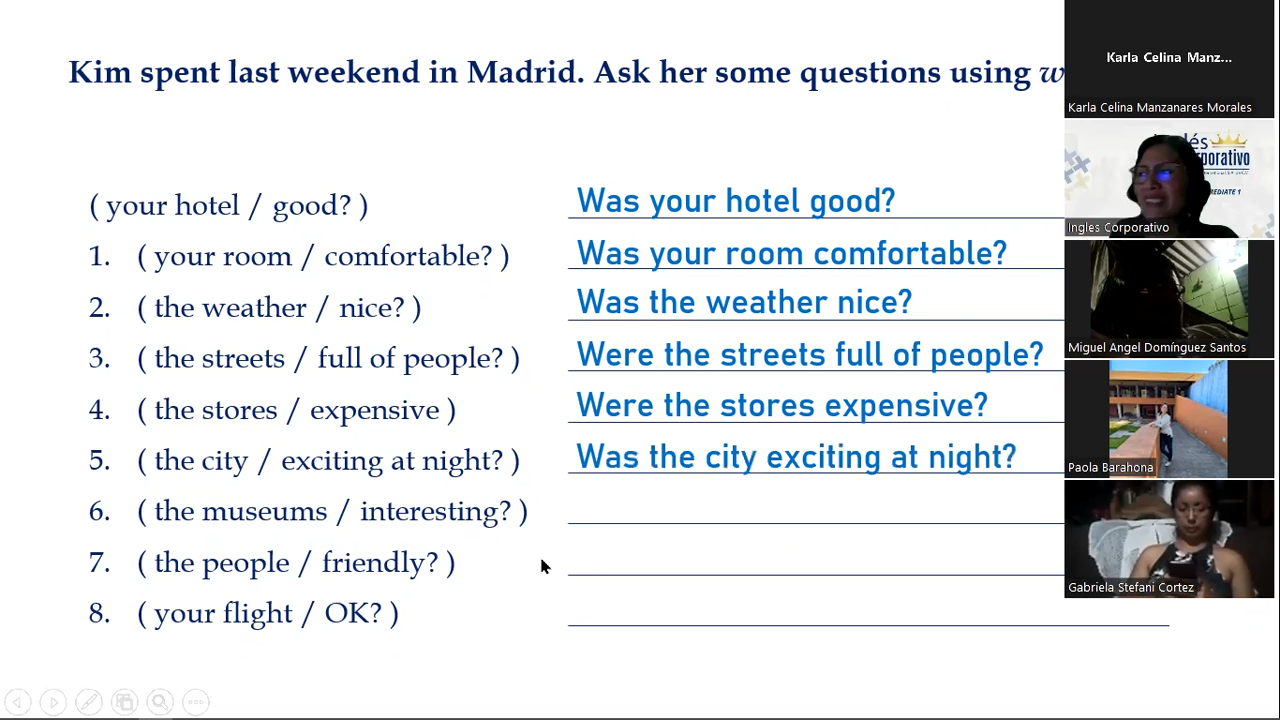 Kim spent last weekend in Madrid. Ask her some questions using w
( your hotel / good? ) Was your hotel good?
1. ( your room / comfortable? ) Was your room comfortable?
2. ( the weather / nice? ) Was the weather nice?
3. ( the streets / full of people? ) Were the streets full of people?
4. ( the stores / expensive ) Were the stores expensive?
5. ( the city / exciting at night? ) Was the city exciting at night?
6. ( the museums / interesting? )
7. ( the people / friendly? )
8. ( your flight / OK? )
Karla Celina Manz...
Karla Celina Manzanares Morales
Ingles Corporativo
Miguel Angel Domínguez Santos
Paola Barahona
Gabriela Stefani Cortez